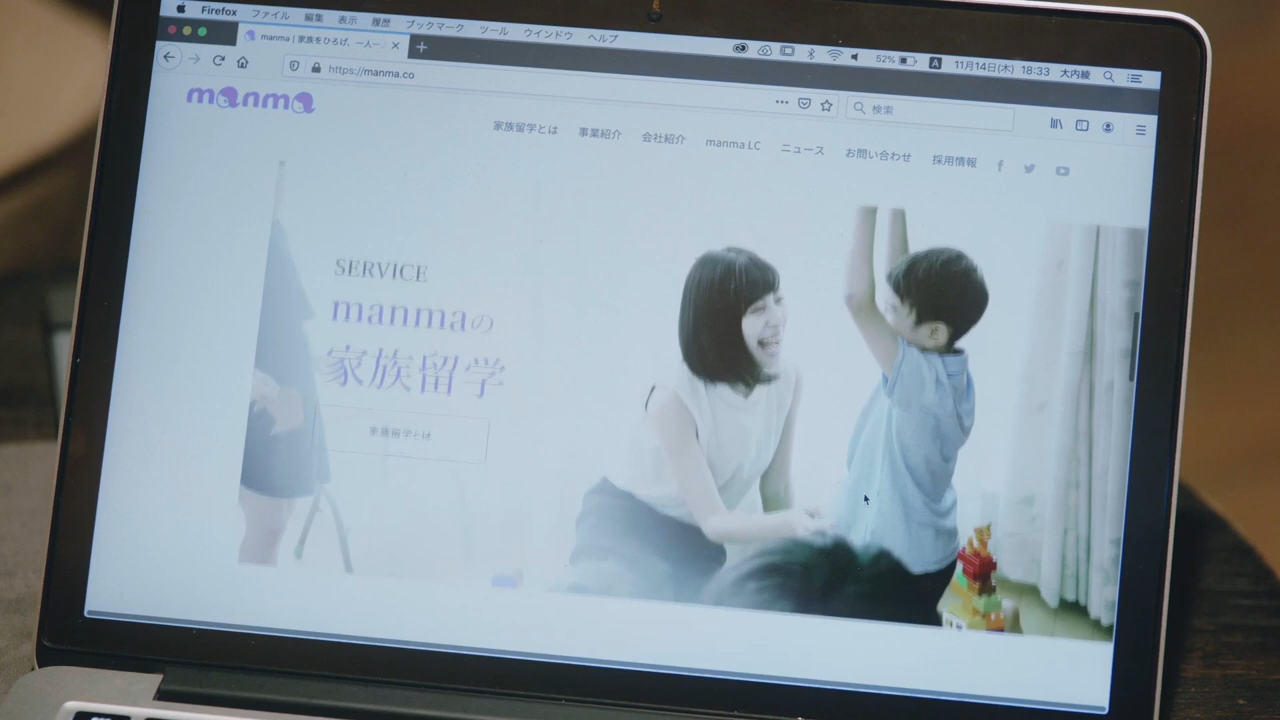 Firefox ファイル 編集 表示 履歴 ブックマーク ツール ウインドウ ヘルプ 52% A 11月14日(木) 18:33 大内綾
manma | 家族をひろげ、一人一
https://manma.co
検索
manma
家族留学とは 事業紹介 会社紹介 manma LC ニュース お問い合わせ 採用情報
SERVICE
manmaの
家族留学
家族留学とは